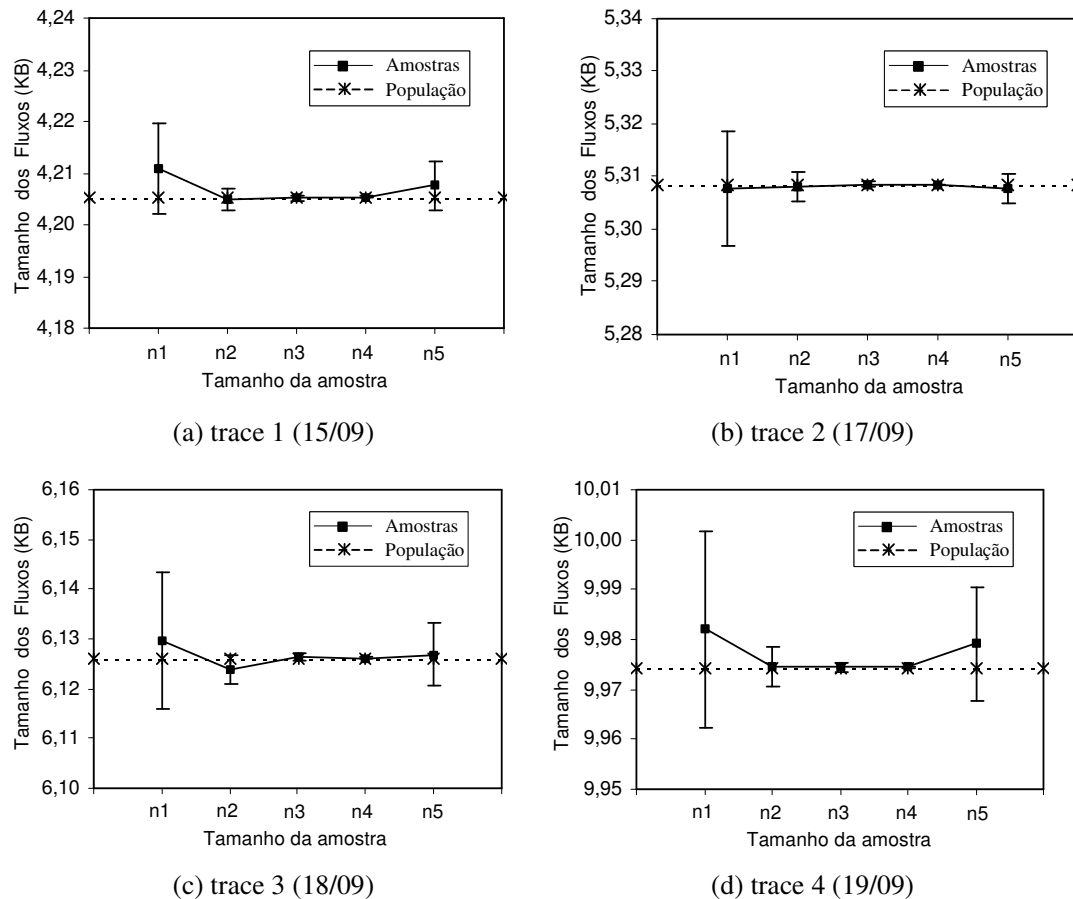 4,24
4,23
4,22
4,21
4,20
4,19
4,18
Tamanho dos Fluxos (KB)
Amostras
População
n1 n2 n3 n4 n5
Tamanho da amostra
(a) trace 1 (15/09)
5,34
5,33
5,32
5,31
5,30
5,29
5,28
Tamanho dos Fluxos (KB)
Amostras
População
n1 n2 n3 n4 n5
Tamanho da amostra
(b) trace 2 (17/09)
6,16
6,15
6,14
6,13
6,12
6,11
6,10
Tamanho dos Fluxos (KB)
Amostras
População
n1 n2 n3 n4 n5
Tamanho da amostra
(c) trace 3 (18/09)
10,01
10,00
9,99
9,98
9,97
9,96
9,95
Tamanho dos Fluxos (KB)
Amostras
População
n1 n2 n3 n4 n5
Tamanho da amostra
(d) trace 4 (19/09)